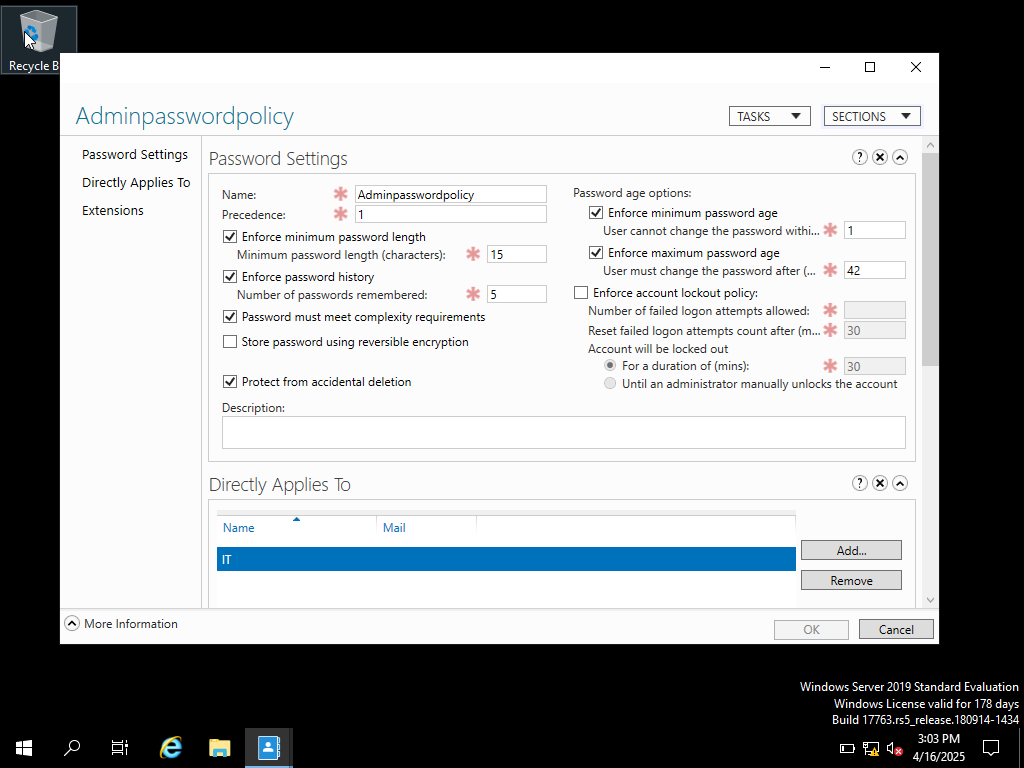 Recycle B
Adminpasswordpolicy
TASKS
SECTIONS
Password Settings
Directly Applies To
Extensions
Password Settings
Name:
Adminpasswordpolicy
Precedence:
1
Enforce minimum password length
Minimum password length (characters):
15
Enforce password history
Number of passwords remembered:
5
Password must meet complexity requirements
Store password using reversible encryption
Protect from accidental deletion
Password age options:
Enforce minimum password age
User cannot change the password withi...
1
Enforce maximum password age
User must change the password after (...
42
Enforce account lockout policy:
Number of failed logon attempts allowed:
Reset failed logon attempts count after (m...
30
Account will be locked out
For a duration of (mins):
30
Until an administrator manually unlocks the account
Description:
Directly Applies To
Name
Mail
IT
Add...
Remove
More Information
OK
Cancel
Windows Server 2019 Standard Evaluation
Windows License valid for 178 days
Build 17763.rs5_release.180914-1434
3:03 PM
4/16/2025